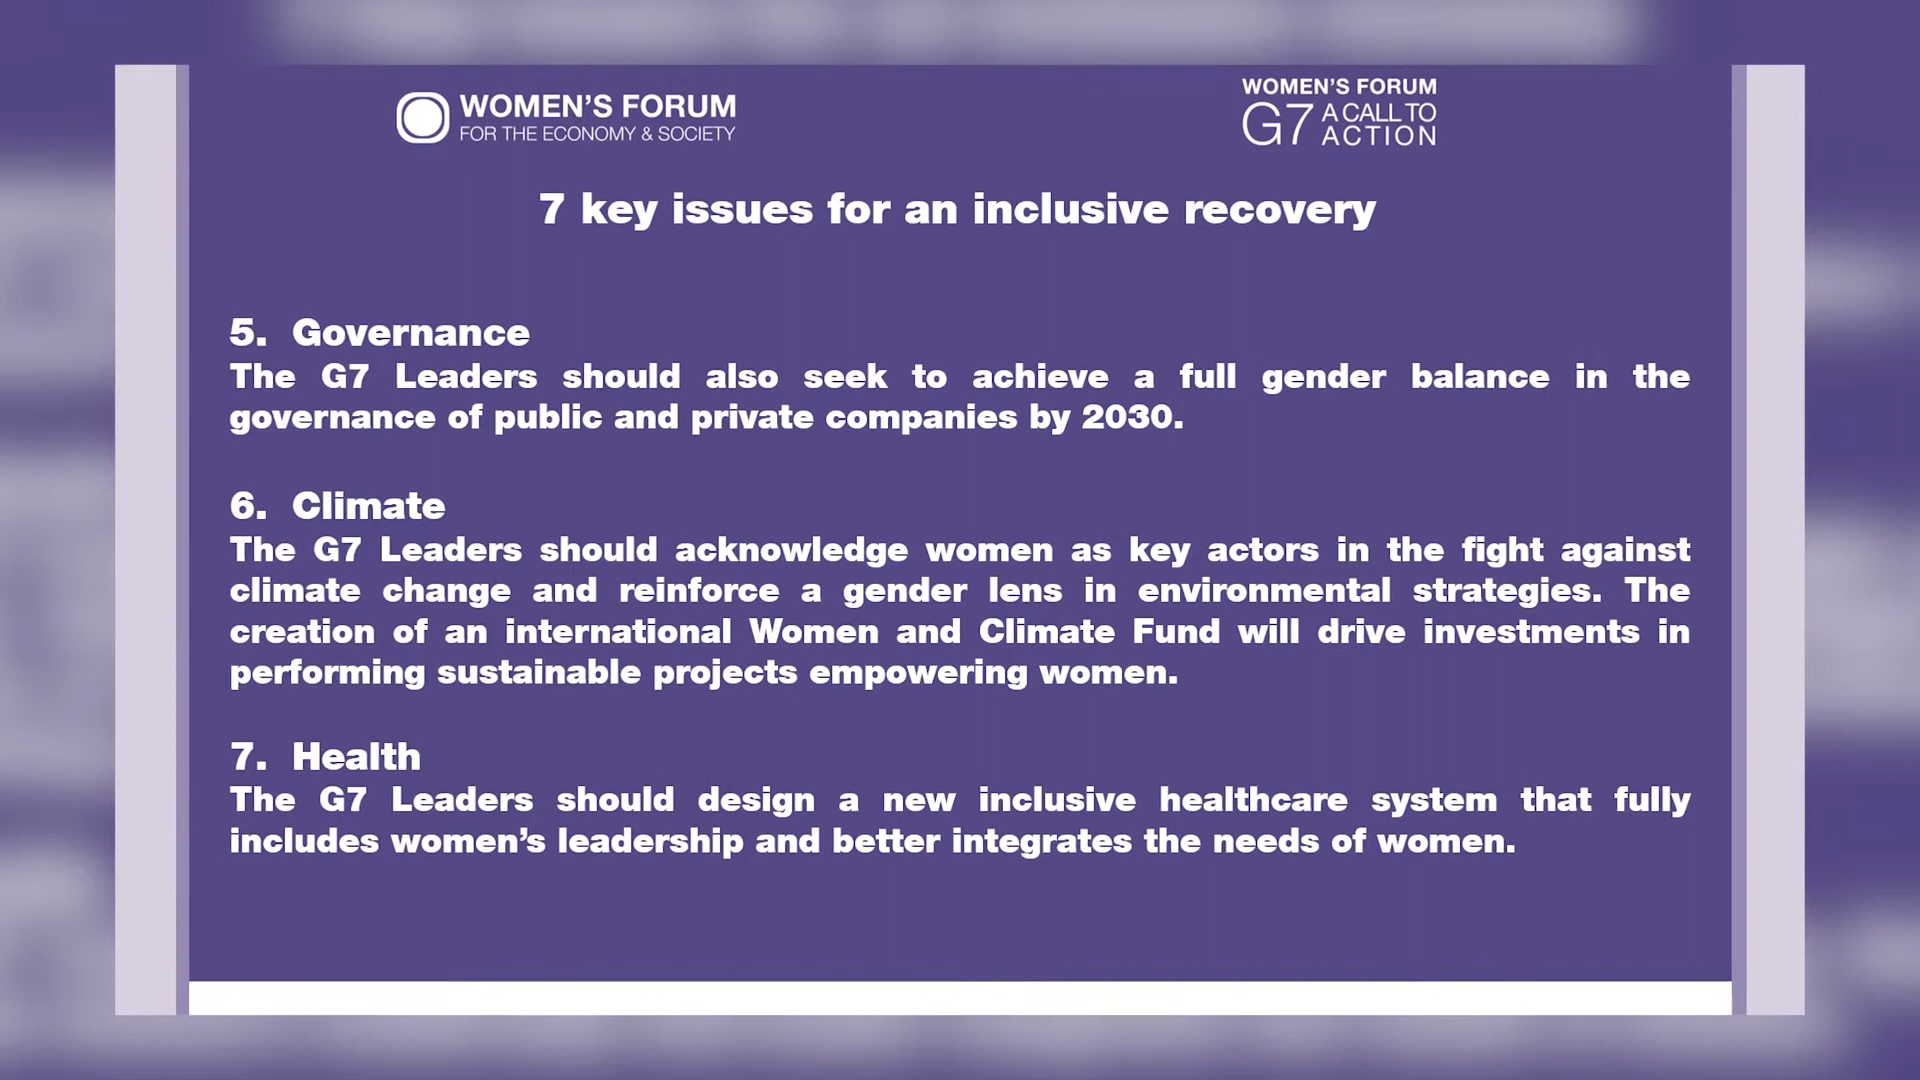 WOMEN'S FORUM
FOR THE ECONOMY & SOCIETY
WOMEN'S FORUM
G7 A CALL TO
ACTION
7 key issues for an inclusive recovery
5. Governance
The G7 Leaders should also seek to achieve a full gender balance in the
governance of public and private companies by 2030.
6. Climate
The G7 Leaders should acknowledge women as key actors in the fight against
climate change and reinforce a gender lens in environmental strategies. The
creation of an international Women and Climate Fund will drive investments in
performing sustainable projects empowering women.
7. Health
The G7 Leaders should design a new inclusive healthcare system that fully
includes women’s leadership and better integrates the needs of women.